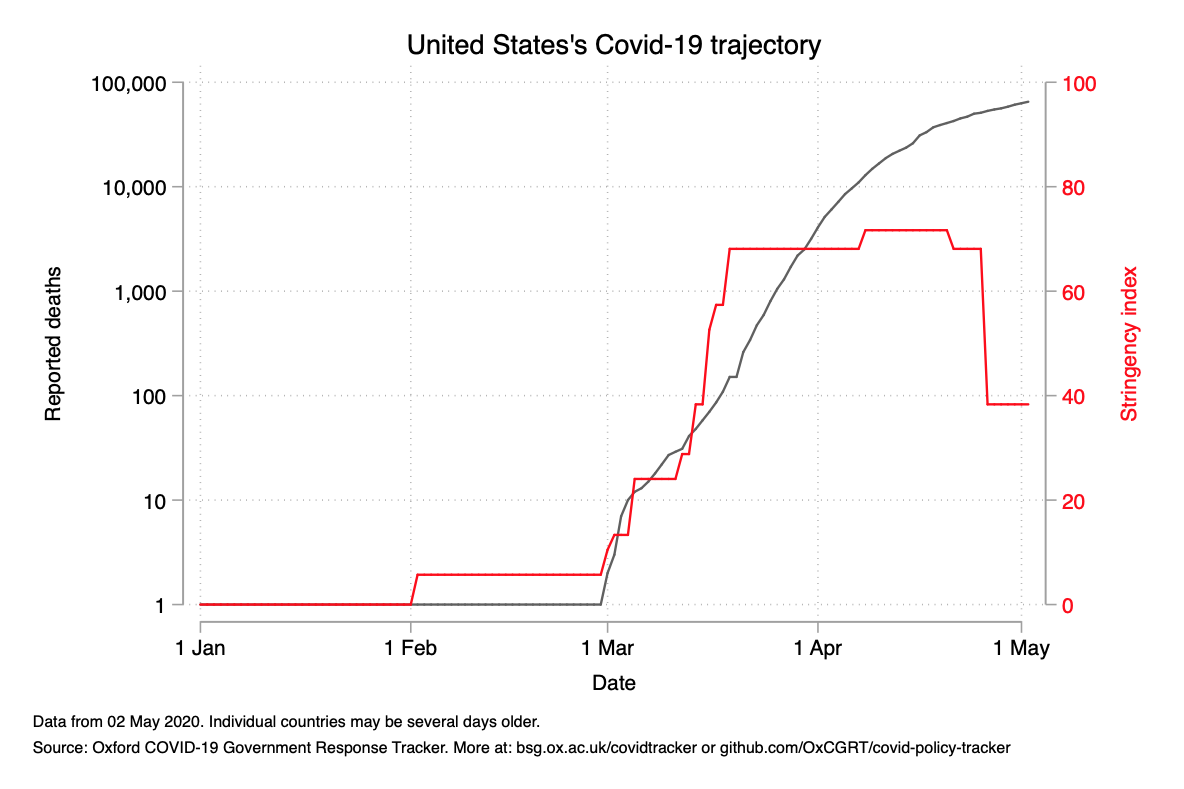 United States's Covid-19 trajectory
100,000
10,000
1,000
100
10
1
Reported deaths
100
80
60
40
20
0
Stringency index
1 Jan
1 Feb
1 Mar
1 Apr
1 May
Date
Data from 02 May 2020. Individual countries may be several days older.
Source: Oxford COVID-19 Government Response Tracker. More at: bsg.ox.ac.uk/covidtracker or github.com/OxCGRT/covid-policy-tracker